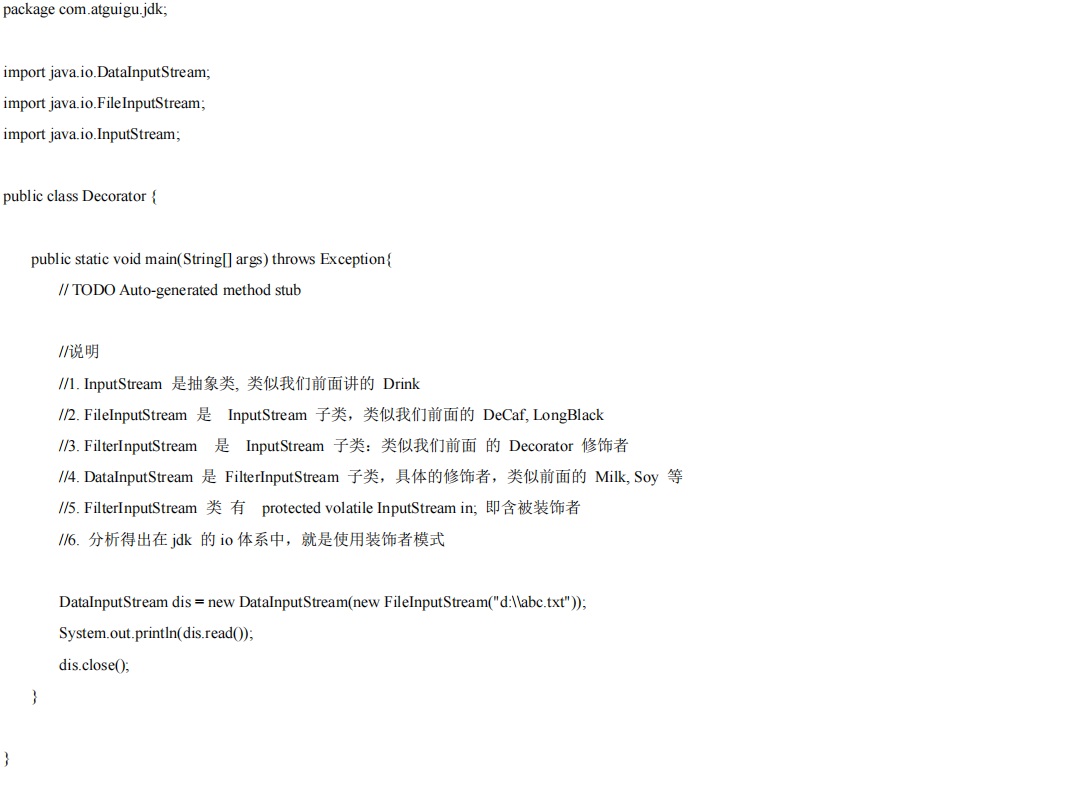 package com.atguigu.jdk;
import java.io.DataInputStream;
import java.io.FileInputStream;
import java.io.InputStream;
public class Decorator {
public static void main(String[] args) throws Exception{
// TODO Auto-generated method stub
//说明
//1. InputStream 是抽象类, 类似我们前面讲的 Drink
//2. FileInputStream 是 InputStream 子类，类似我们前面的 DeCaf, LongBlack
//3. FilterInputStream 是 InputStream 子类：类似我们前面 的 Decorator 修饰者
//4. DataInputStream 是 FilterInputStream 子类，具体的修饰者，类似前面的 Milk, Soy 等
//5. FilterInputStream 类 有 protected volatile InputStream in; 即含被装饰者
//6. 分析得出在 jdk 的 io 体系中，就是使用装饰者模式
DataInputStream dis = new DataInputStream(new FileInputStream("d:\\abc.txt"));
System.out.println(dis.read());
dis.close();
}
}